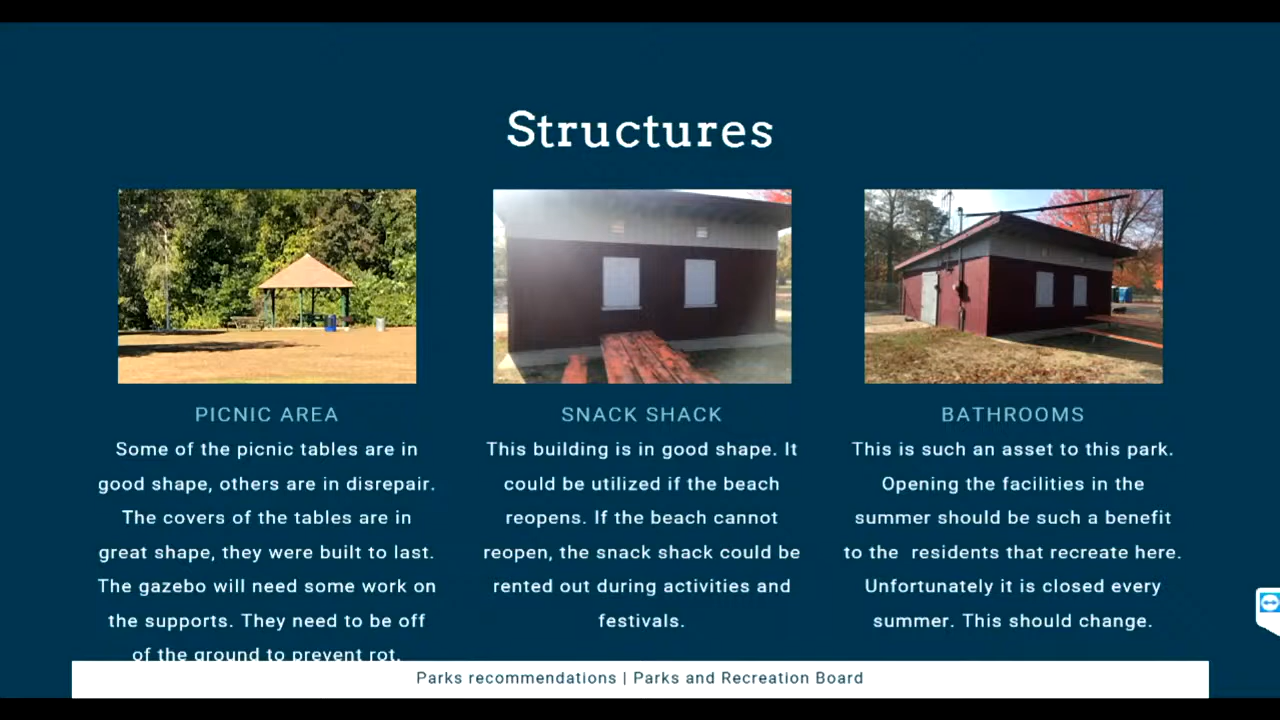 Structures
PICNIC AREA
Some of the picnic tables are in
good shape, others are in disrepair.
The covers of the tables are in
great shape, they were built to last.
The gazebo will need some work on
the supports. They need to be off
of the ground to prevent rot.
SNACK SHACK
This building is in good shape. It
could be utilized if the beach
reopens. If the beach cannot
reopen, the snack shack could be
rented out during activities and
festivals.
BATHROOMS
This is such an asset to this park.
Opening the facilities in the
summer should be such a benefit
to the residents that recreate here.
Unfortunately it is closed every
summer. This should change.
Parks recommendations | Parks and Recreation Board